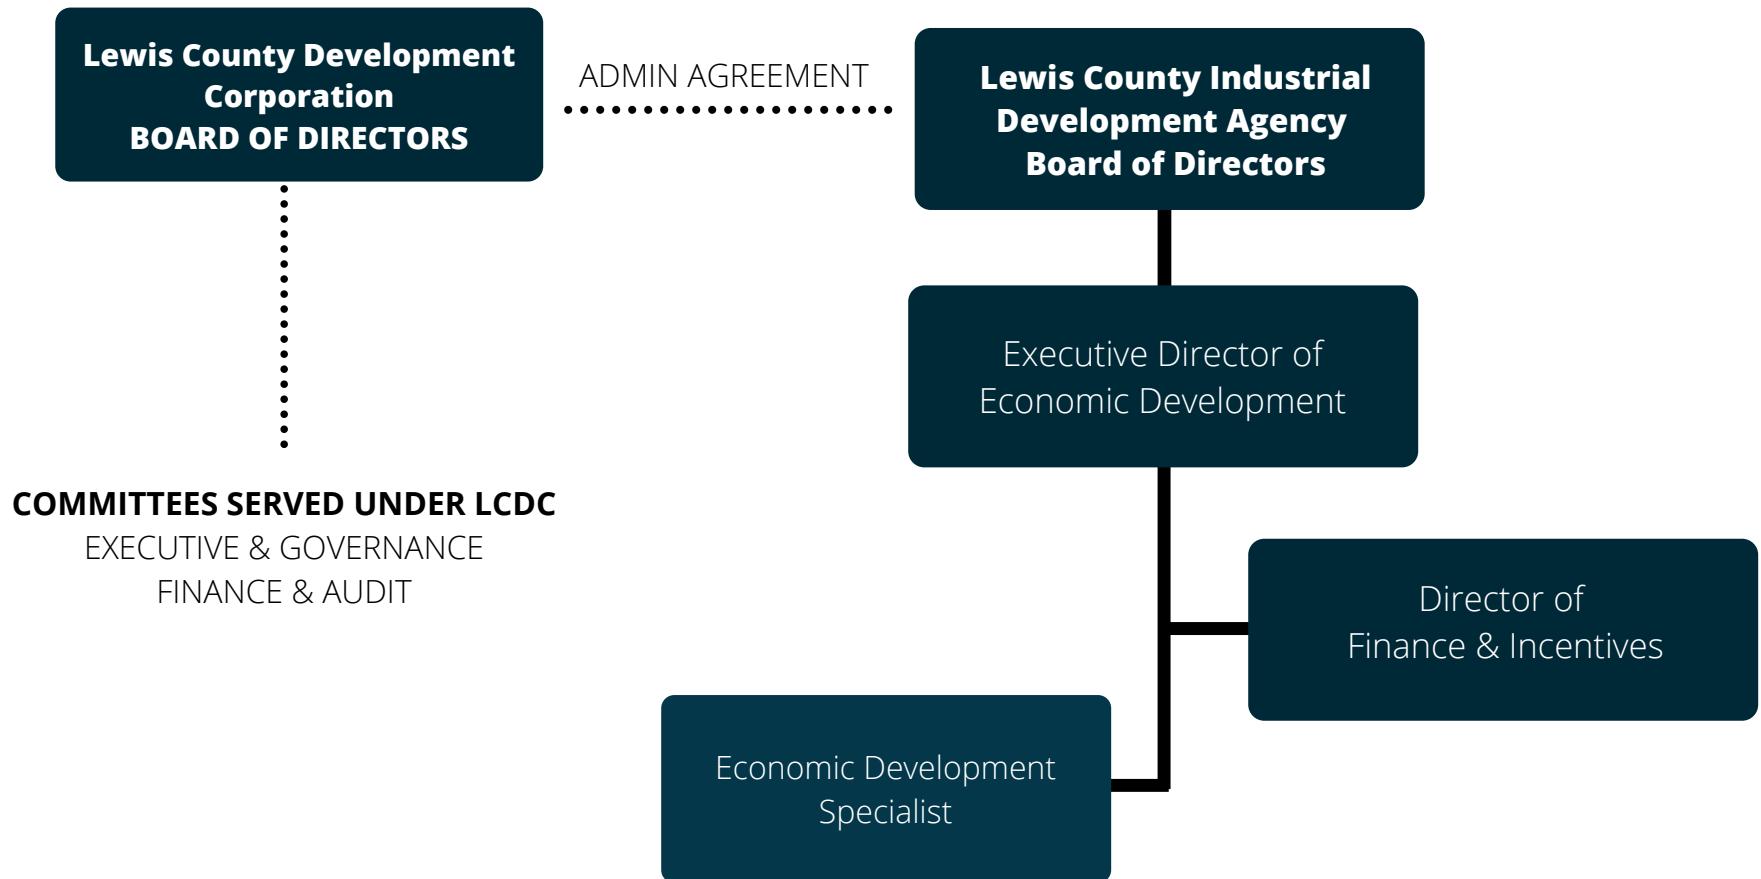 Lewis County Development
Corporation
BOARD OF DIRECTORS
ADMIN AGREEMENT
Lewis County Industrial
Development Agency
Board of Directors
Executive Director of
Economic Development
COMMITTEES SERVED UNDER LCDC
EXECUTIVE & GOVERNANCE
FINANCE & AUDIT
Director of
Finance & Incentives
Economic Development
Specialist